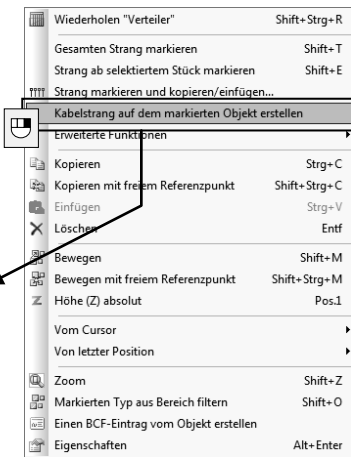 Wiederholen "Verteiler" Shift+Strg+R
Gesamten Strang markieren Shift+T
Strang ab selektiertem Stück markieren Shift+E
Strang markieren und kopieren/einfügen...
Kabelstrang auf dem markierten Objekt erstellen
Erweiterte Funktionen
Kopieren Strg+C
Kopieren mit freiem Referenzpunkt Shift+Strg+C
Einfügen Strg+V
Löschen Entf
Bewegen Shift+M
Bewegen mit freiem Referenzpunkt Shift+Strg+M
Höhe (Z) absolut Pos1
Vom Cursor
Von letzter Position
Zoom Shift+Z
Markierten Typ aus Bereich filtern Shift+O
Einen BCF-Eintrag vom Objekt erstellen
Eigenschaften Alt+Enter